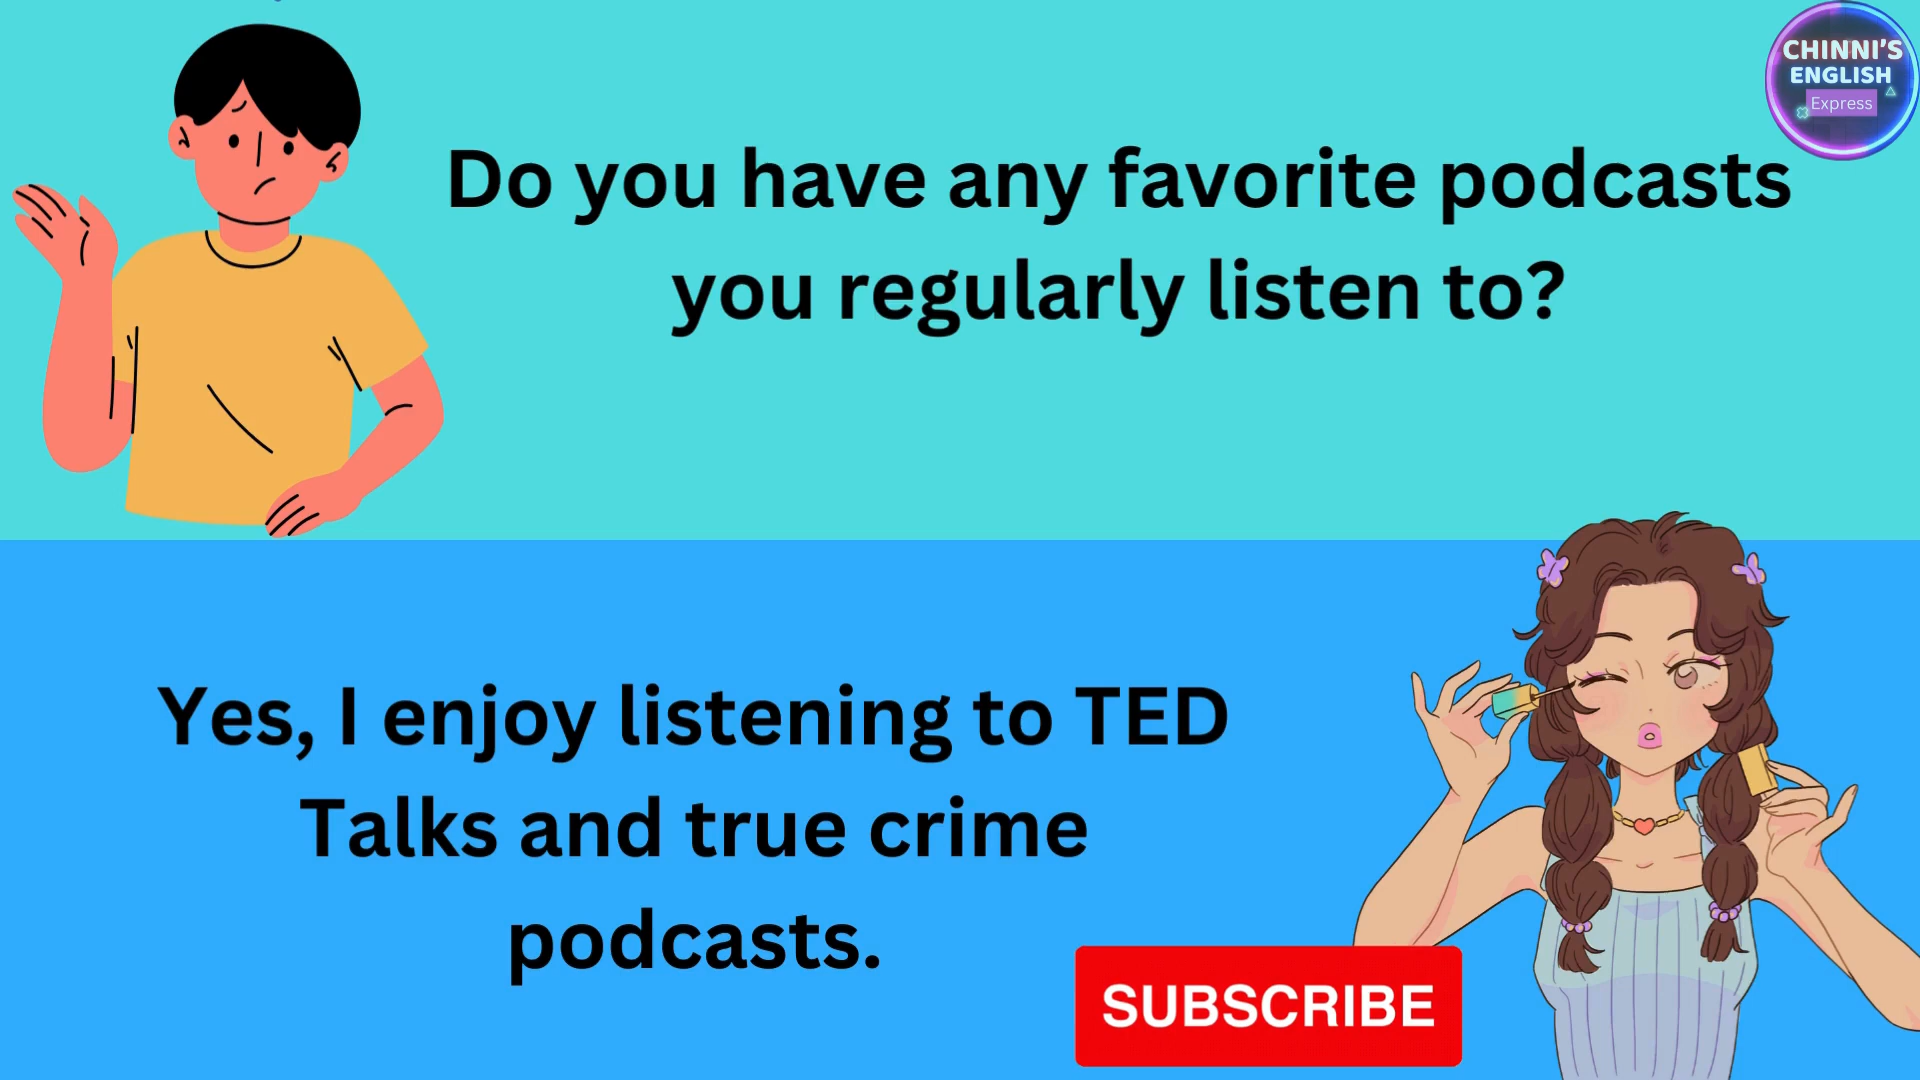 CHINNI'S
ENGLISH
Express
Do you have any favorite podcasts
you regularly listen to?
Yes, I enjoy listening to TED
Talks and true crime
podcasts.
SUBSCRIBE